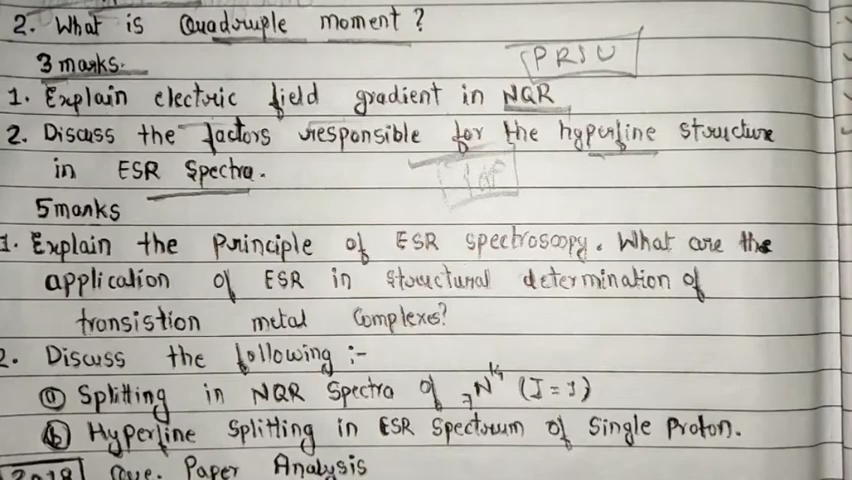 2. What is Quadruple moment?
3 marks.
PRSU
1. Explain electric field gradient in NQR
2. Discuss the factors responsible for the hyperfine structure
in ESR Spectra.
5 marks
1. Explain the principle of ESR spectroscopy. What are the
application of ESR in structural determination of
transistion metal Complexes?
2. Discuss the following :-
ⓐ Splitting in NQR Spectra of ₇N¹⁴ (I = 1)
ⓑ Hyperfine Splitting in ESR Spectrum of Single Proton.
2018 Que. Paper Analysis